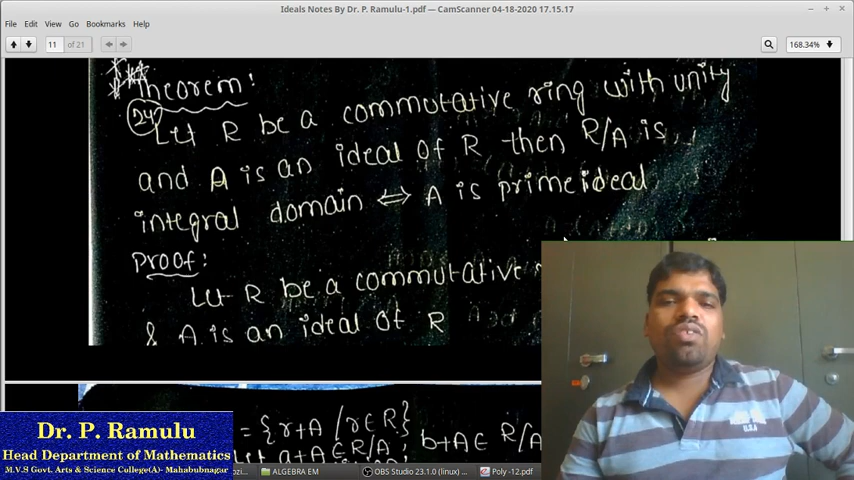 Ideals Notes By Dr. P. Ramulu-1.pdf — CamScanner 04-18-2020 17.15.17
File Edit View Go Bookmarks Help
11 of 21
168.34%
Theorem:
24
Let R be a commutative ring with unity
and A is an ideal of R then R/A is
integral domain ⇔ A is prime ideal
Proof:
Let R be a commutative
& A is an ideal of R
= {r+A / r∈R}
Let a+A ∈ R/A, b+A ∈ R/A
Dr. P. Ramulu
Head Department of Mathematics
M.V.S Govt. Arts & Science College(A)- Mahabubnagar
ALGEBRA EM
OBS Studio 23.1.0 (linux)
Poly -12.pdf